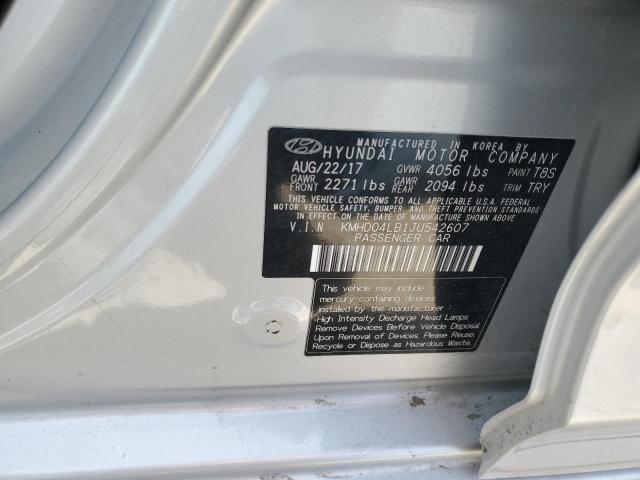 MANUFACTURED IN KOREA BY
HYUNDAI MOTOR COMPANY
AUG/22/17 GVWR 4056 lbs PAINT T8S
GAWR FRONT 2271 lbs GAWR REAR 2094 lbs TRIM TRY
THIS VEHICLE CONFORMS TO ALL APPLICABLE FEDERAL
MOTOR VEHICLE SAFETY, BUMPER, AND THEFT PREVENTION STANDARDS
IN EFFECT ON THE DATE OF MANUFACTURE SHOWN ABOVE.
V.I.N KMHD04LB1JU542607
PASSENGER CAR
This vehicle may include
mercury-containing devices
installed by the manufacturer :
High Intensity Discharge Head Lamps.
Remove Devices Before Vehicle Disposal
Upon Removal of Devices. Please Reuse,
Recycle or Dispose as Hazardous Waste.